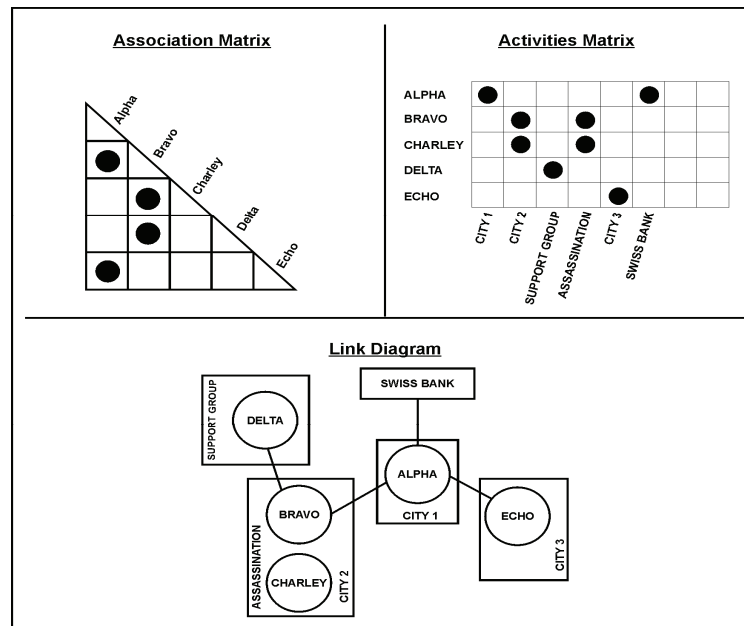 Association Matrix
Alpha
Bravo
Charley
Delta
Echo
Activities Matrix
ALPHA
BRAVO
CHARLEY
DELTA
ECHO
CITY 1
CITY 2
SUPPORT GROUP
ASSASSINATION
CITY 3
SWISS BANK
Link Diagram
SWISS BANK
SUPPORT GROUP
DELTA
ALPHA
CITY 1
ASSASSINATION
BRAVO
CHARLEY
CITY 2
ECHO
CITY 3